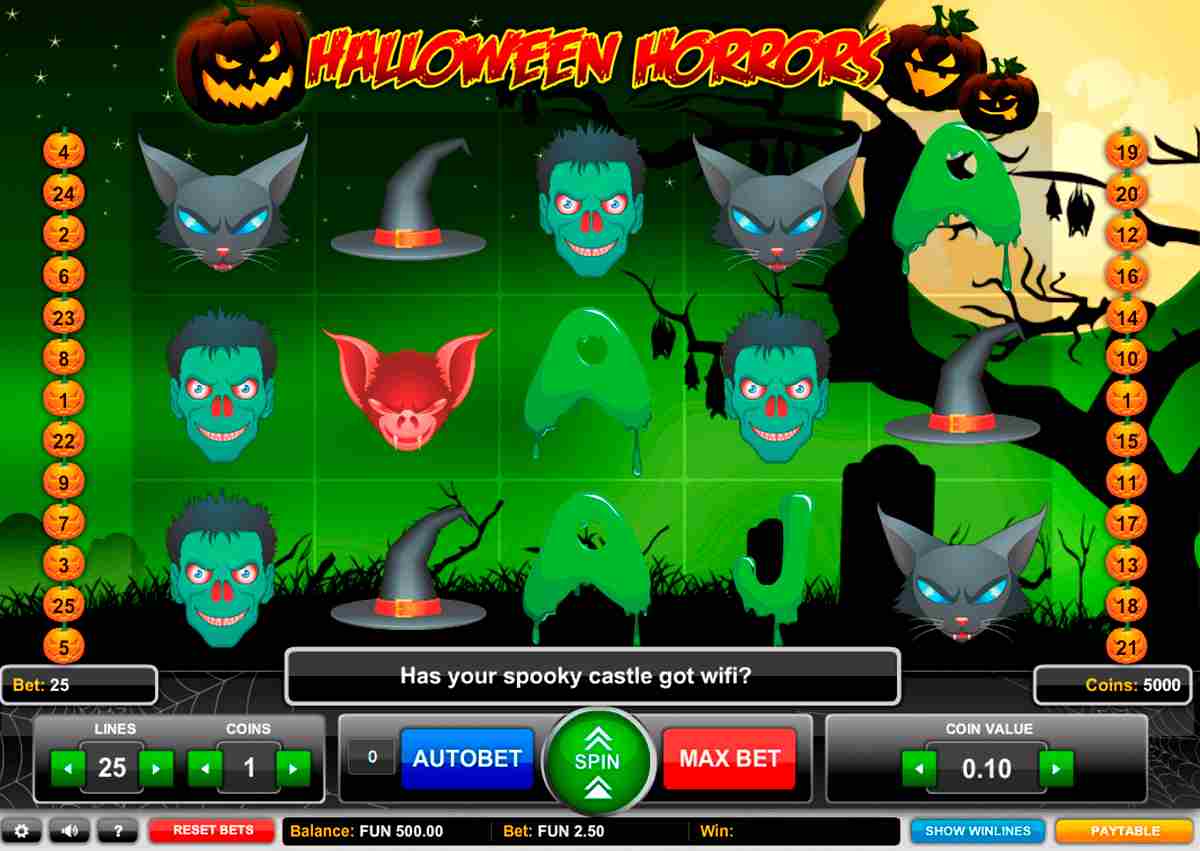 HALLOWEEN HORRORS
4
24
2
6
23
8
1
22
9
7
3
25
5
A
A
A
J
19
20
12
16
14
10
1
15
11
17
13
18
21
Has your spooky castle got wifi?
Bet: 25
Coins: 5000
LINES
25
COINS
1
0
AUTOBET
SPIN
MAX BET
COIN VALUE
0.10
?
RESET BETS
Balance: FUN 500.00
Bet: FUN 2.50
Win:
SHOW WINLINES
PAYTABLE